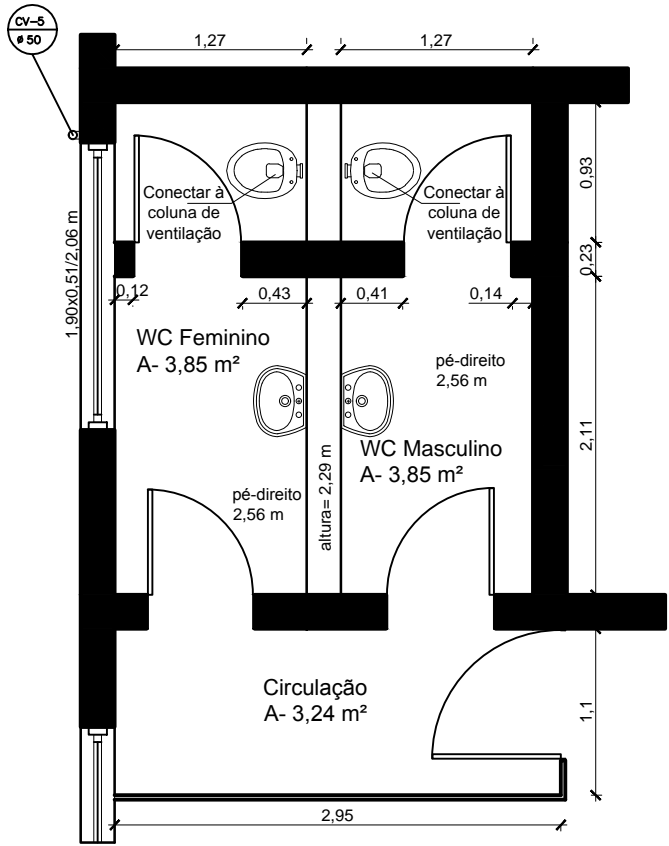 CV-5
ø 50
1,27
1,27
0,93
Conectar à
coluna de
ventilação
Conectar à
coluna de
ventilação
0,23
1,90x0,51/2,06 m
0,12
0,43
0,41
0,14
WC Feminino
A- 3,85 m²
pé-direito
2,56 m
2,11
WC Masculino
A- 3,85 m²
pé-direito
2,56 m
altura= 2,29 m
Circulação
A- 3,24 m²
1,1
2,95